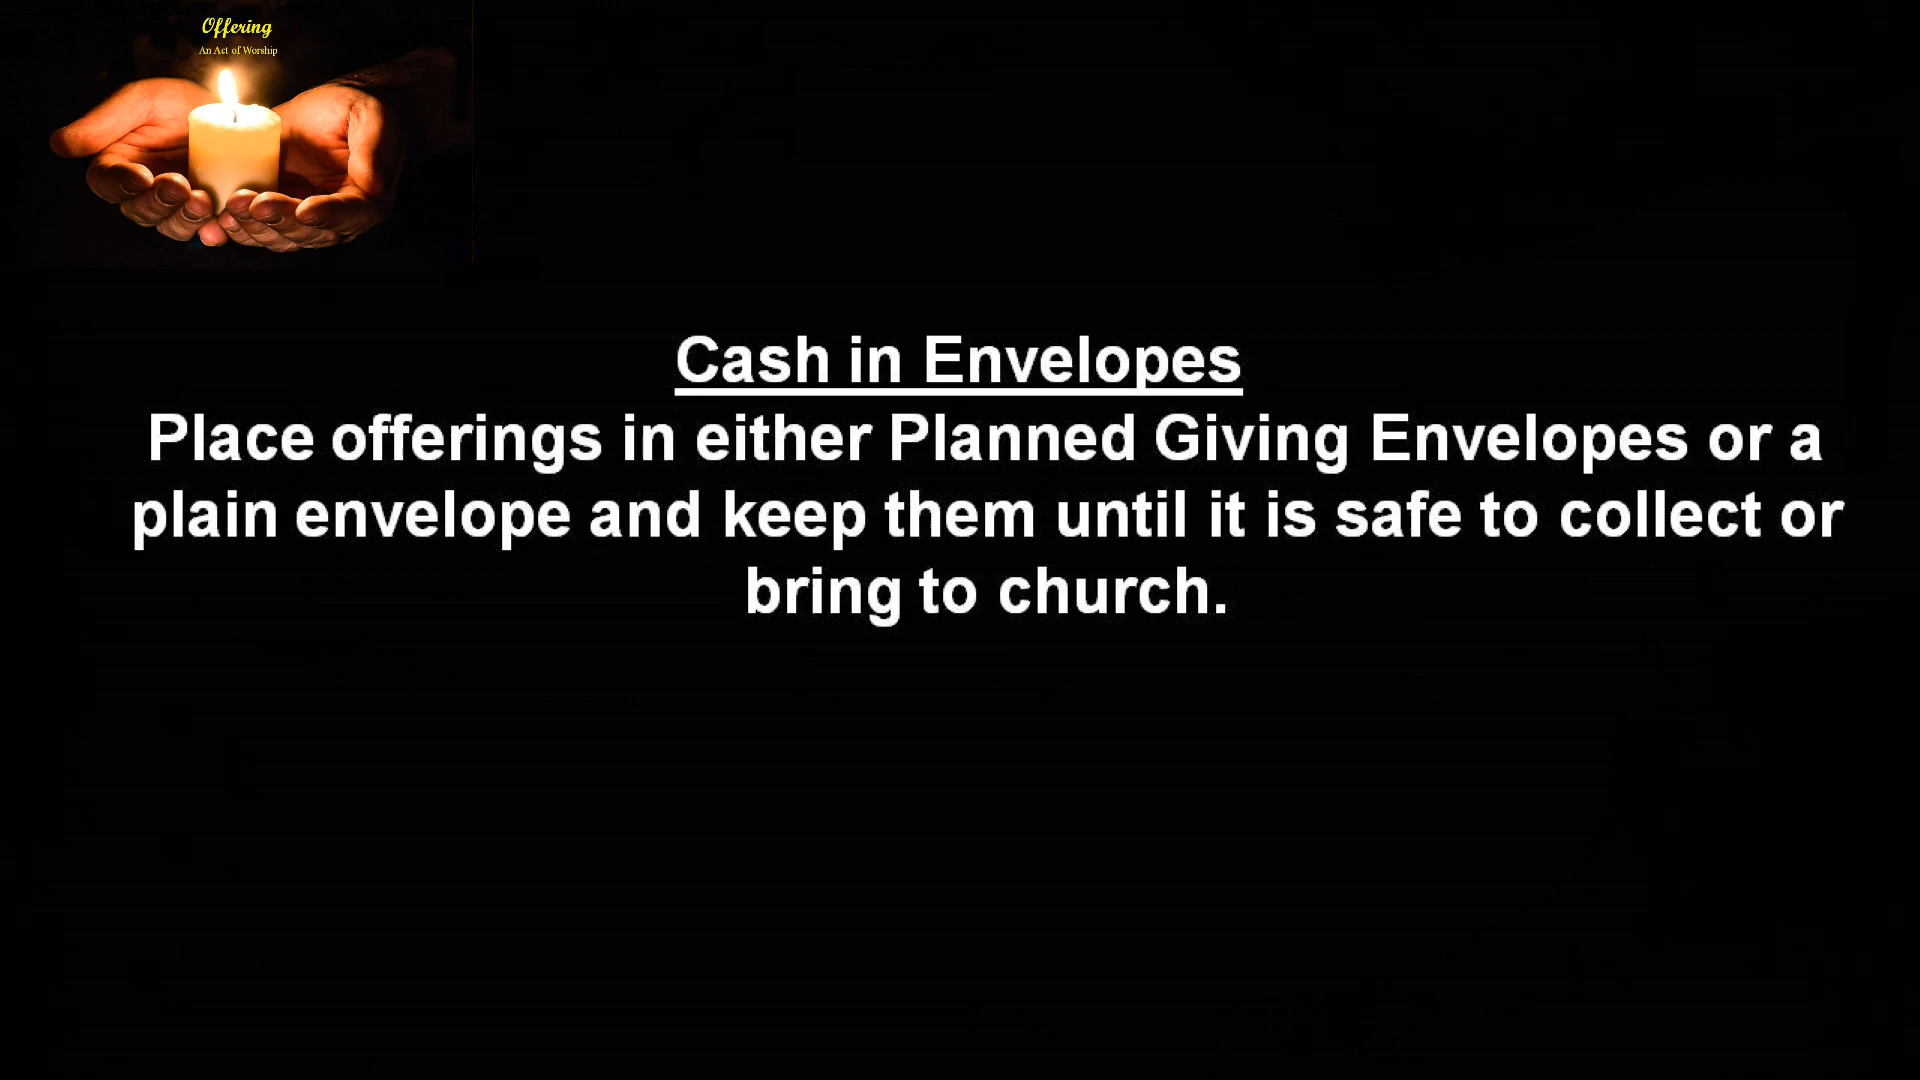 Offering
An Act of Worship
Cash in Envelopes
Place offerings in either Planned Giving Envelopes or a
plain envelope and keep them until it is safe to collect or
bring to church.